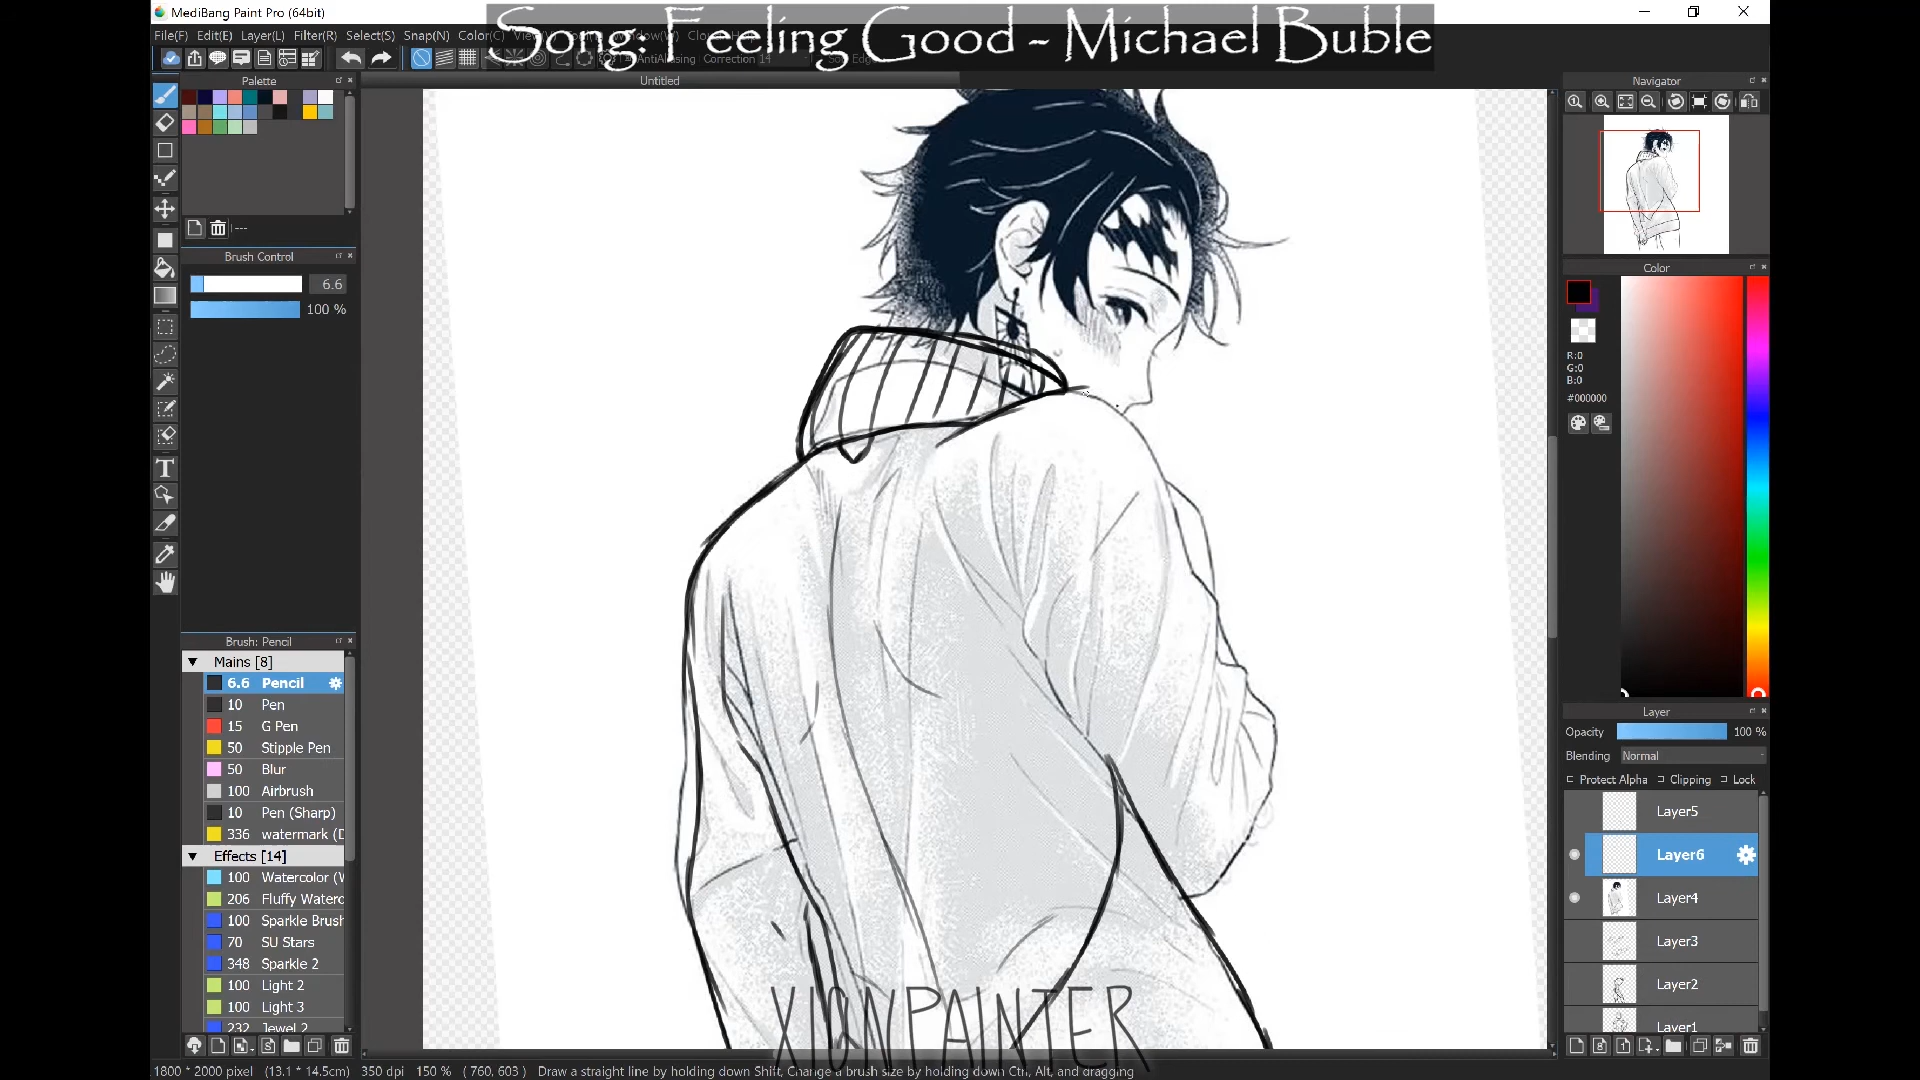 MediBang Paint Pro (64bit)
Song: Feeling Good - Michael Buble
File(F) Edit(E) Layer(L) Filter(R) Select(S) Snap(N) Color(C)
AntiAliasing Correction 14
Palette
Untitled
Navigator
---
Brush Control
6.6
100 %
Color
R:0
G:0
B:0
#000000
Brush: Pencil
Mains [8]
6.6 Pencil
10 Pen
15 G Pen
50 Stipple Pen
50 Blur
100 Airbrush
10 Pen (Sharp)
336 watermark (D
Effects [14]
100 Watercolor (W
206 Fluffy Waterc
100 Sparkle Brush
70 SU Stars
348 Sparkle 2
100 Light 2
100 Light 3
232 Jewel 2
Layer
Opacity 100 %
Blending Normal
Protect Alpha Clipping Lock
Layer5
Layer6
Layer4
Layer3
Layer2
Layer1
XIONPAINTER
1800 * 2000 pixel (13.1 * 14.5cm) 350 dpi 150 % ( 760, 603 ) Draw a straight line by holding down Shift, Change a brush size by holding down Ctrl, Alt, and dragging